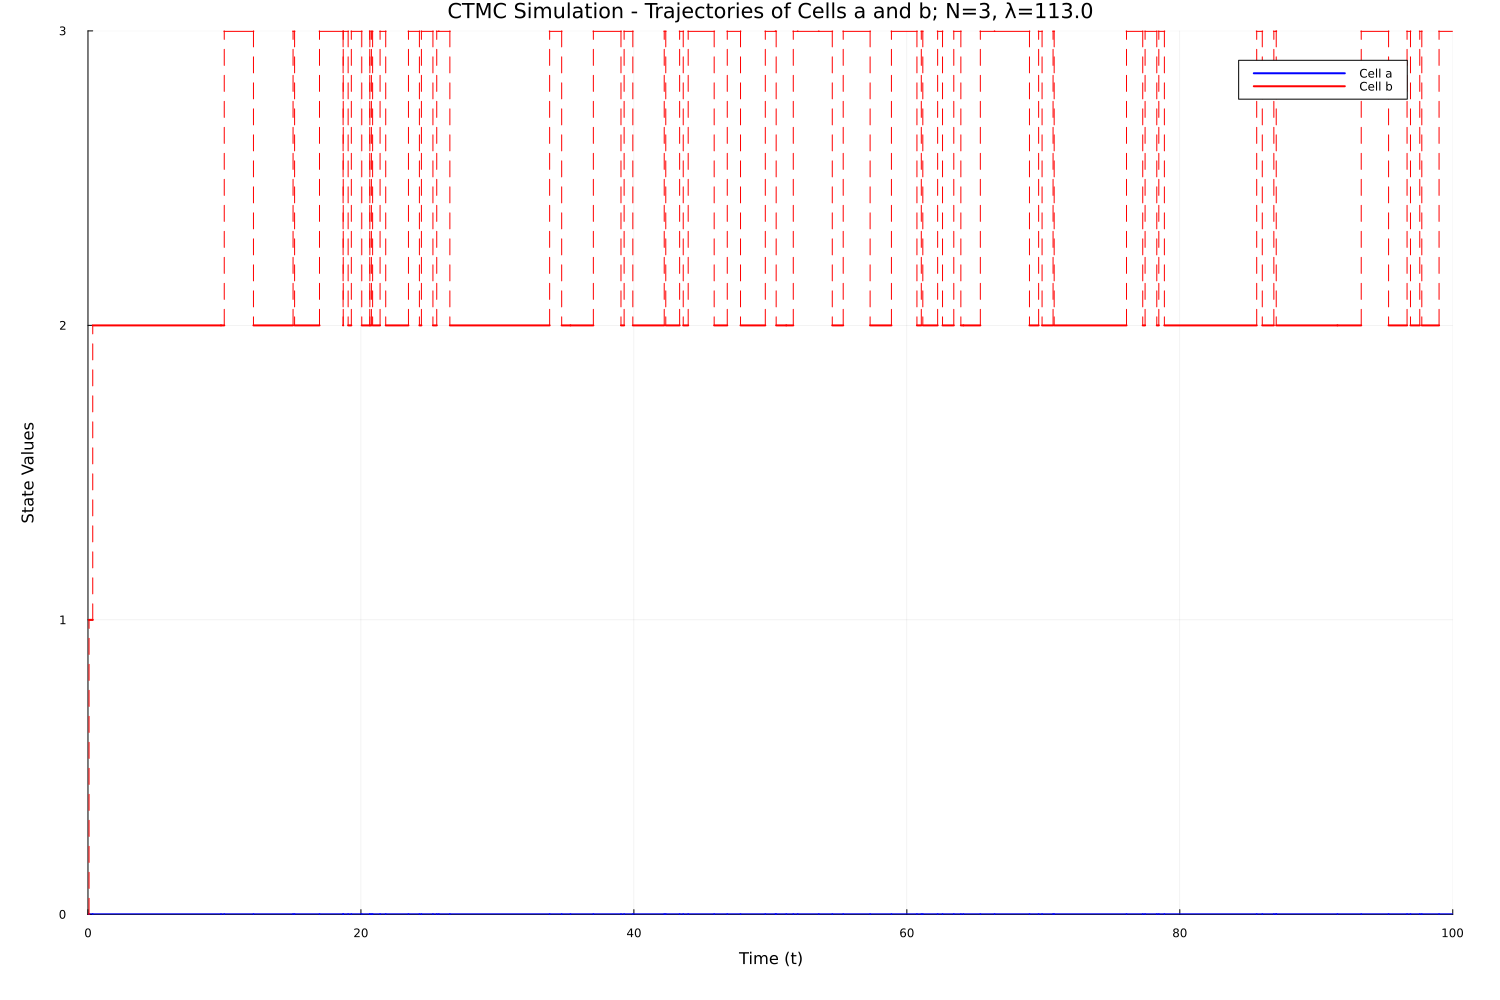 CTMC Simulation - Trajectories of Cells a and b; N=3, λ=113.0
3
Cell a
Cell b
2
State Values
1
0
0 20 40 60 80 100
Time (t)